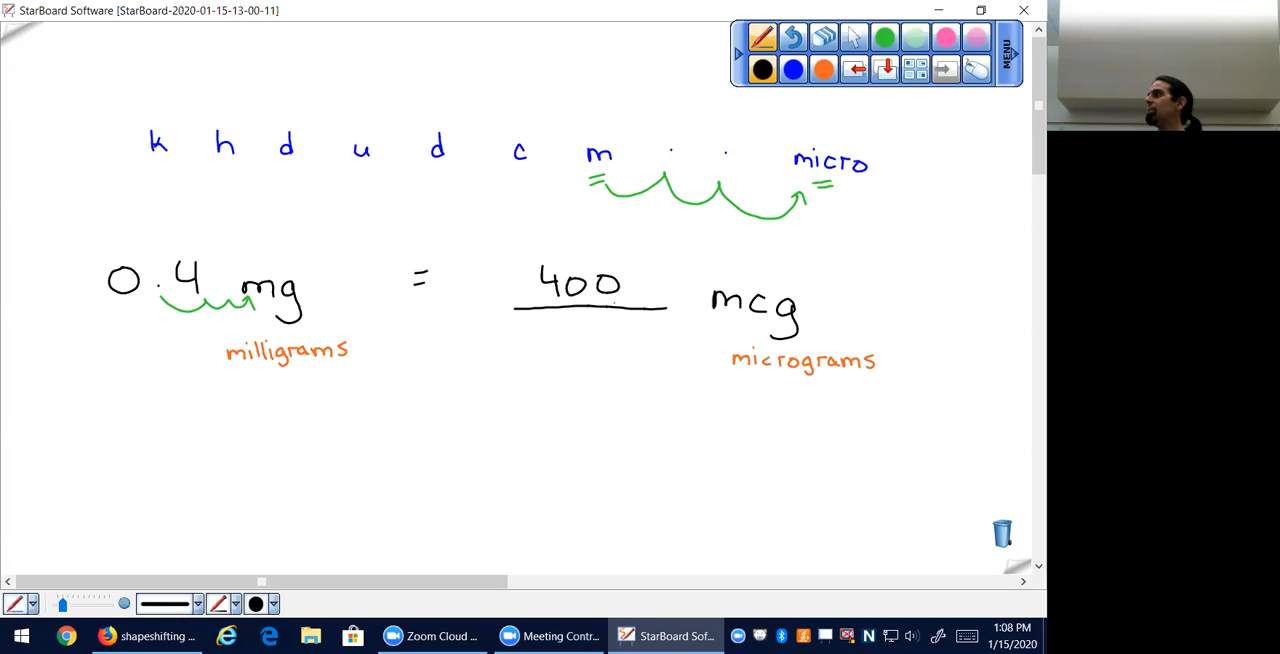 StarBoard Software [StarBoard-2020-01-15-13-00-11]
MENU
k h d u d c m . . micro
0.4 mg = 400 mcg
milligrams micrograms
shapeshifting ... Zoom Cloud ... Meeting Contr... StarBoard Sof... N 1:08 PM
1/15/2020